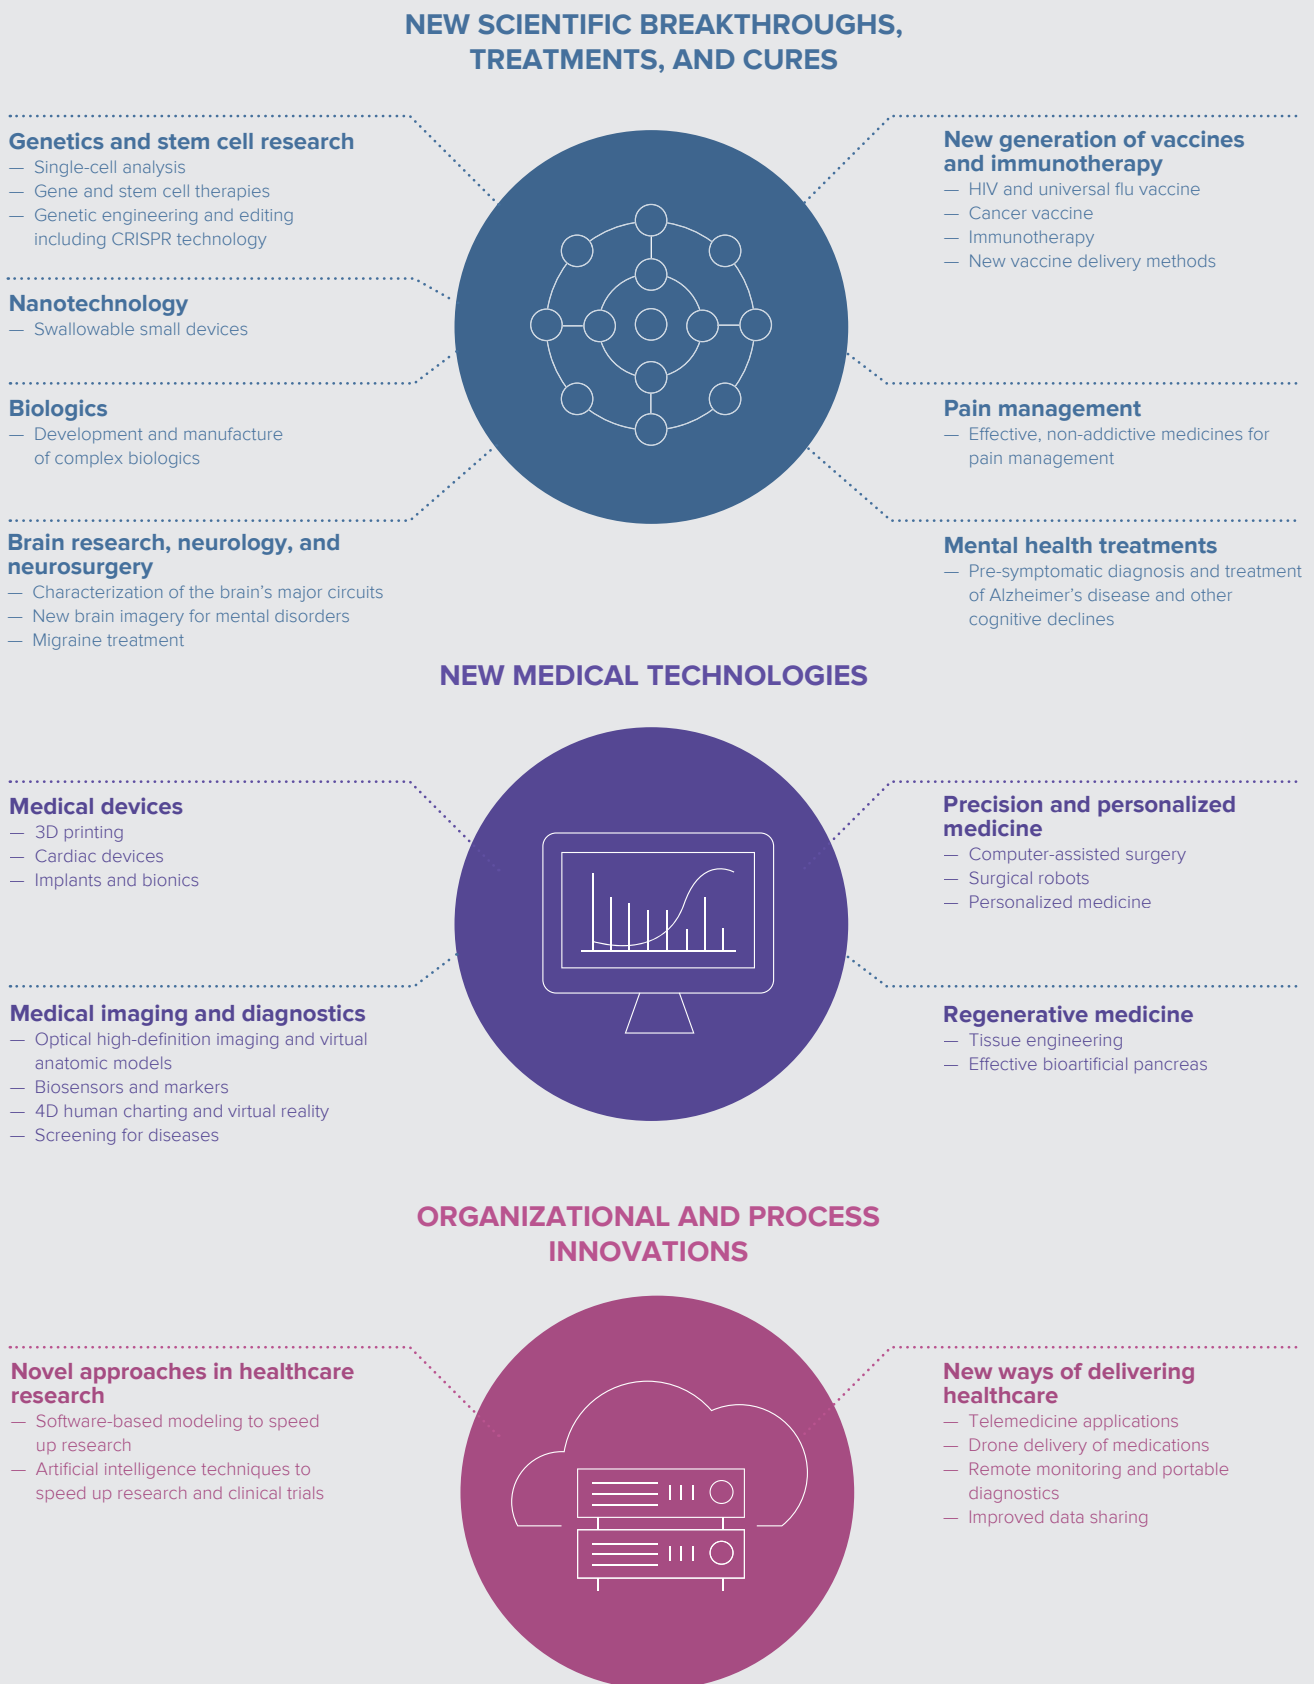 NEW SCIENTIFIC BREAKTHROUGHS,
TREATMENTS, AND CURES
Genetics and stem cell research
— Single-cell analysis
— Gene and stem cell therapies
— Genetic engineering and editing
including CRISPR technology
Nanotechnology
— Swallowable small devices
Biologics
— Development and manufacture
of complex biologics
Brain research, neurology, and
neurosurgery
— Characterization of the brain’s major circuits
— New brain imagery for mental disorders
— Migraine treatment
New generation of vaccines
and immunotherapy
— HIV and universal flu vaccine
— Cancer vaccine
— Immunotherapy
— New vaccine delivery methods
Pain management
— Effective, non-addictive medicines for
pain management
Mental health treatments
— Pre-symptomatic diagnosis and treatment
of Alzheimer’s disease and other
cognitive declines
NEW MEDICAL TECHNOLOGIES
Medical devices
— 3D printing
— Cardiac devices
— Implants and bionics
Medical imaging and diagnostics
— Optical high-definition imaging and virtual
anatomic models
— Biosensors and markers
— 4D human charting and virtual reality
— Screening for diseases
Precision and personalized
medicine
— Computer-assisted surgery
— Surgical robots
— Personalized medicine
Regenerative medicine
— Tissue engineering
— Effective bioartificial pancreas
ORGANIZATIONAL AND PROCESS
INNOVATIONS
Novel approaches in healthcare
research
— Software-based modeling to speed
up research
— Artificial intelligence techniques to
speed up research and clinical trials
New ways of delivering
healthcare
— Telemedicine applications
— Drone delivery of medications
— Remote monitoring and portable
diagnostics
— Improved data sharing